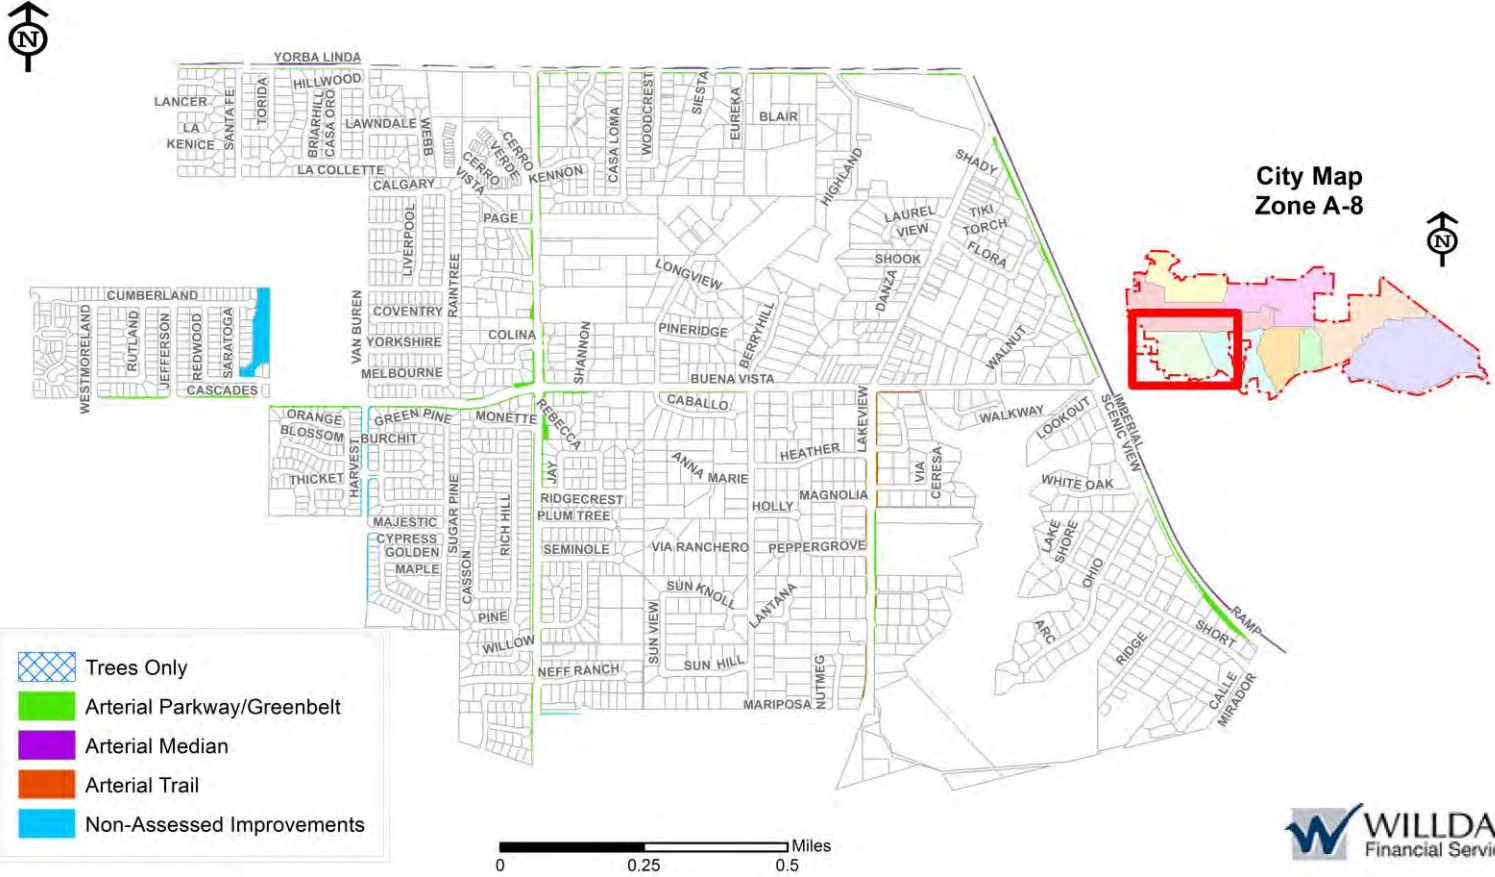 N
YORBA LINDA
HILLWOOD
LANCER
SANTA FE
TORIDA
BRIARHILL
CASA ORO
LAWNDALE
WEBB
LA
KENICE
LA COLLETTE
CERRO
VERDE
CERRO
VISTA
KENNON
CASA LOMA
WOODCREST
SIESTA
EUREKA
BLAIR
HIGHLAND
SHADY
CALGARY
LIVERPOOL
PAGE
RAINTREE
LAUREL
VIEW
TIKI
TORCH
FLORA
SHOOK
DANZA
LONGVIEW
City Map
Zone A-8
N
CUMBERLAND
WESTMORELAND
RUTLAND
JEFFERSON
REDWOOD
SARATOGA
CASCADES
VAN BUREN
COVENTRY
YORKSHIRE
MELBOURNE
COLINA
SHANNON
PINERIDGE
BERRYHILL
WALNUT
BUENA VISTA
ORANGE
BLOSSOM
GREEN PINE
BURCHIT
MONETTE
REBECCA
CABALLO
LAKEVIEW
WALKWAY
LOOKOUT
IMPERIAL
SCENIC VIEW
THICKET
HARVEST
JAY
ANNA MARIE
HEATHER
VIA
CERESA
WHITE OAK
RIDGECREST
MAGNOLIA
HOLLY
PLUM TREE
MAJESTIC
SUGAR PINE
RICH HILL
CYPRESS
GOLDEN
MAPLE
CASSON
SEMINOLE
VIA RANCHERO
PEPPERGROVE
LAKE
SHORE
OHIO
SUN KNOLL
LANTANA
PINE
WILLOW
SUN VIEW
ARC
RIDGE
SHORT
RAMP
NEFF RANCH
SUN HILL
NUTMEG
MARIPOSA
CALLE
MIRADOR
Trees Only
Arterial Parkway/Greenbelt
Arterial Median
Arterial Trail
Non-Assessed Improvements
Miles
0
0.25
0.5
WILLDA
Financial Servi